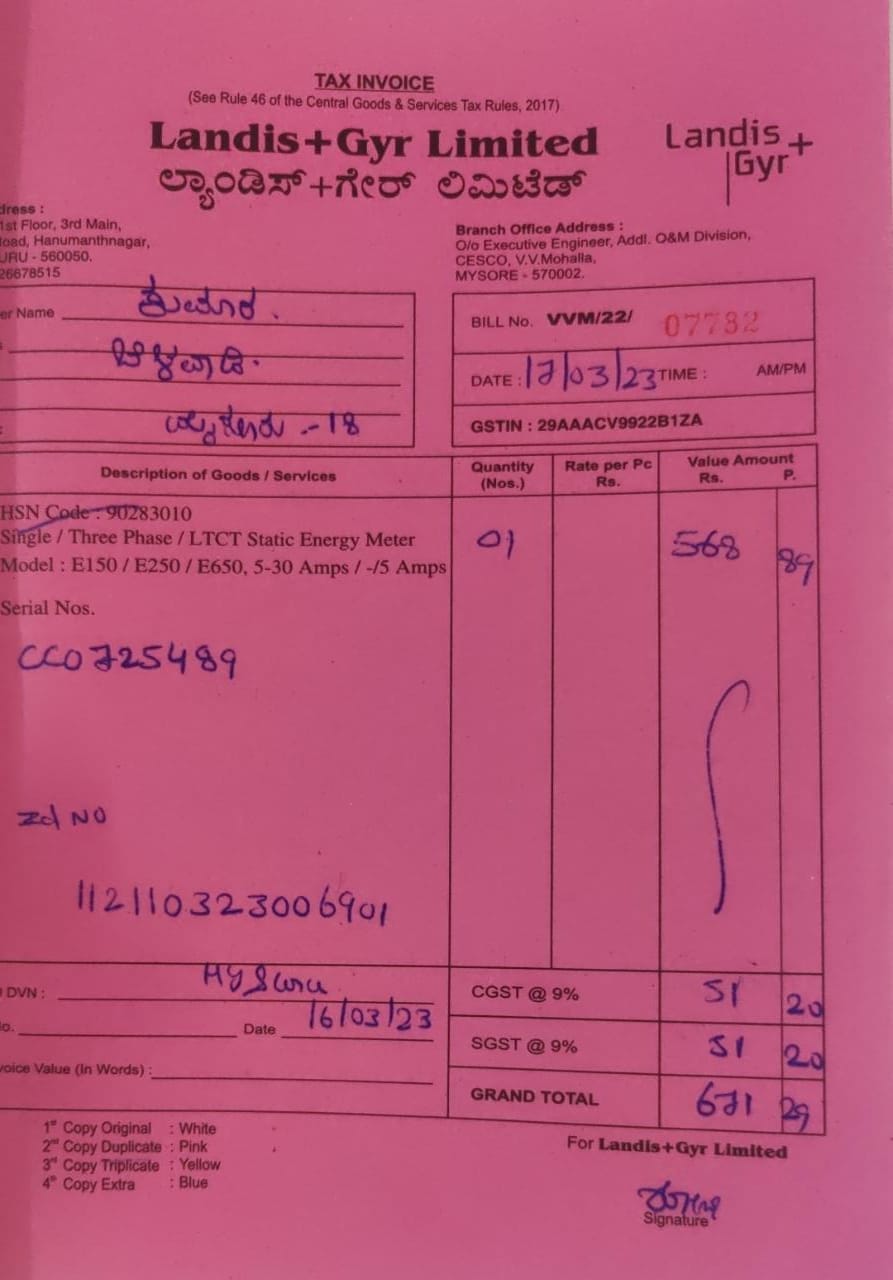 TAX INVOICE
(See Rule 46 of the Central Goods & Services Tax Rules, 2017)
Landis+Gyr Limited
ಲ್ಯಾಂಡಿಸ್+ಗೇರ್ ಲಿಮಿಟೆಡ್
Landis+
Gyr
dress :
1st Floor, 3rd Main,
oad, Hanumanthnagar,
URU - 560050.
26678515
Branch Office Address :
O/o Executive Engineer, Addl. O&M Division,
CESCO, V.V.Mohalla,
MYSORE - 570002.
er Name ಕುಮಾರ.
-18
BILL No. VVM/22/ 07732
DATE : 17/03/23 TIME : AM/PM
GSTIN : 29AAACV9922B1ZA
Description of Goods / Services Quantity (Nos.) Rate per Pc Rs. Value Amount Rs. P.
HSN Code : 90283010
Single / Three Phase / LTCT Static Energy Meter 01 568 89
Model : E150 / E250 / E650, 5-30 Amps / -/5 Amps
Serial Nos.
CC0725489
NO
112110323006901
DVN :
o. Date 16/03/23
voice Value (In Words) :
CGST @ 9% 51 20
SGST @ 9% 51 20
GRAND TOTAL 671 29
1st Copy Original : White
2nd Copy Duplicate : Pink
3rd Copy Triplicate : Yellow
4th Copy Extra : Blue
For Landis+Gyr Limited
Signature